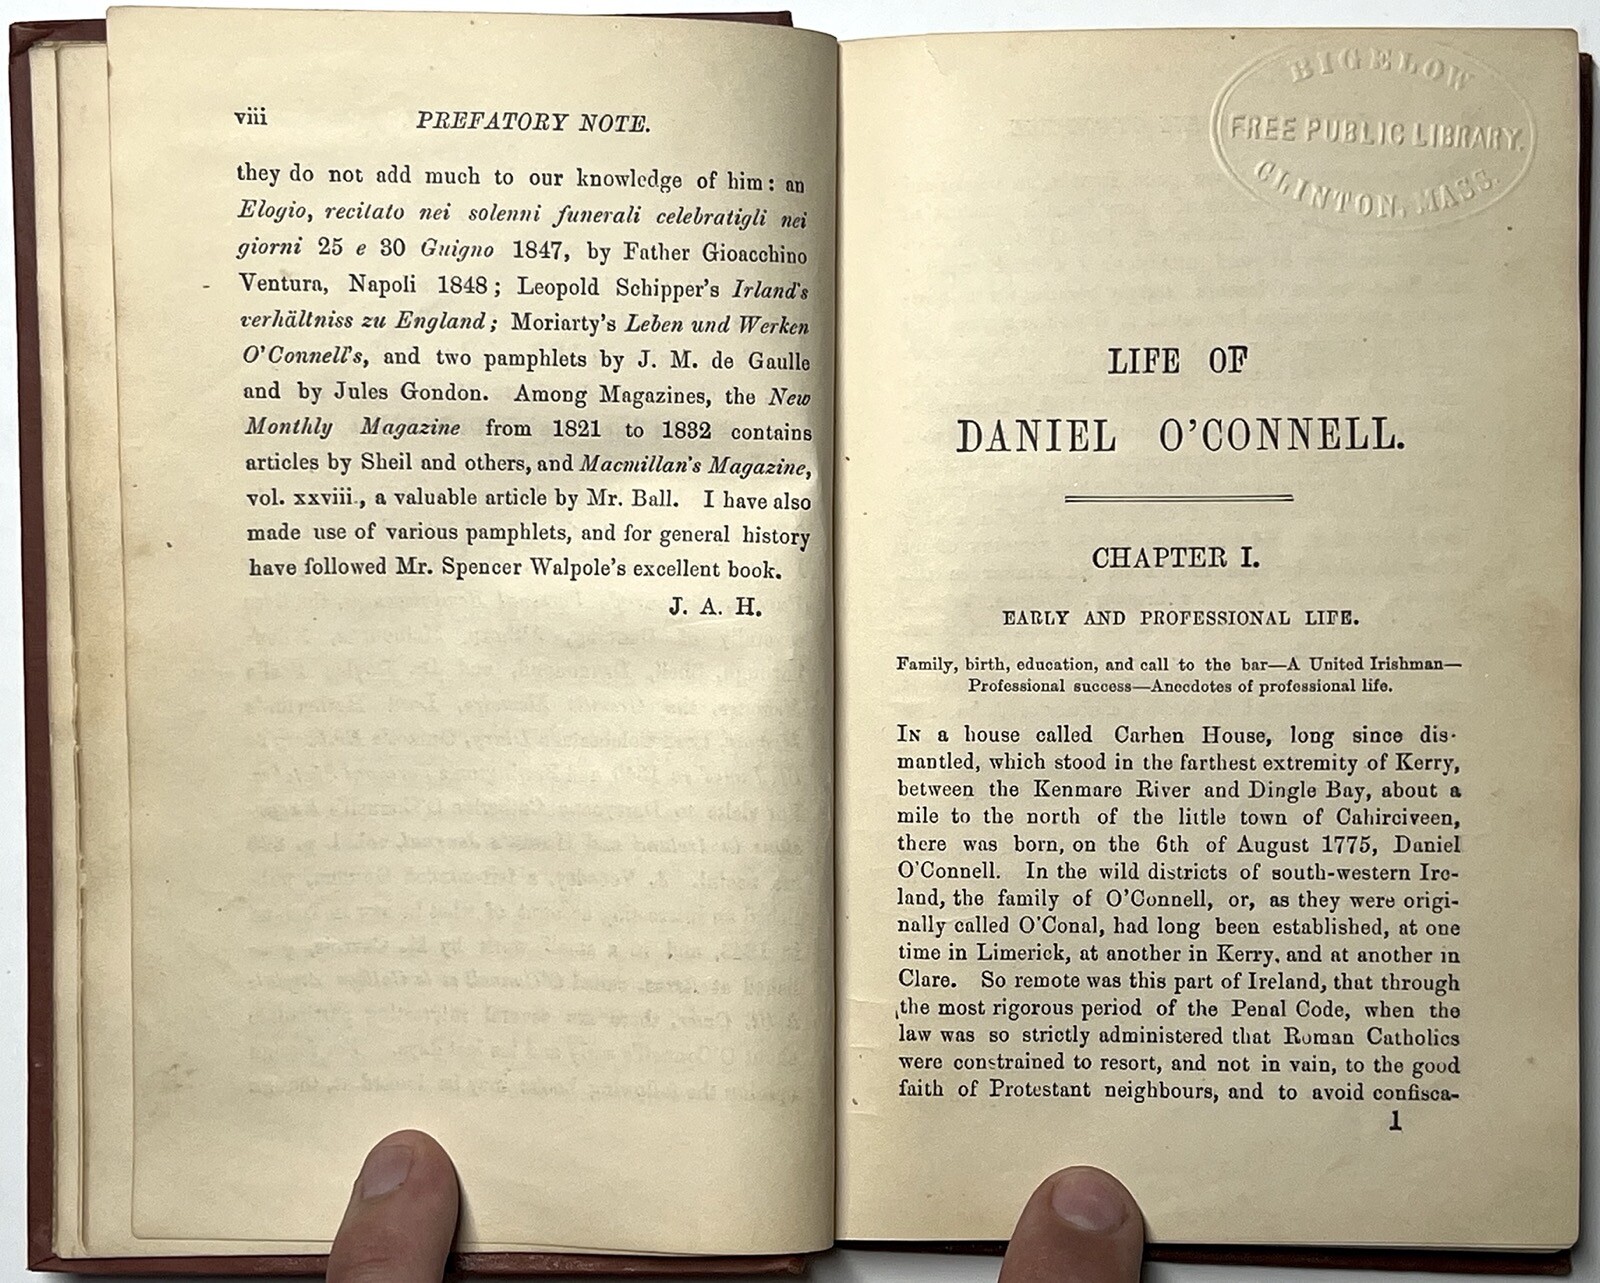 viii PREFATORY NOTE.
they do not add much to our knowledge of him: an
Elogio, recitato nei solenni funerali celebratigli nei
giorni 25 e 30 Guigno 1847, by Father Gioacchino
Ventura, Napoli 1848; Leopold Schipper's Irland's
verhältniss zu England; Moriarty's Leben und Werken
O'Connell's, and two pamphlets by J. M. de Gaulle
and by Jules Gondon. Among Magazines, the New
Monthly Magazine from 1821 to 1832 contains
articles by Sheil and others, and Macmillan's Magazine,
vol. xxviii., a valuable article by Mr. Ball. I have also
made use of various pamphlets, and for general history
have followed Mr. Spencer Walpole's excellent book.
J. A. H.
BIGELOW
FREE PUBLIC LIBRARY.
CLINTON, MASS.
LIFE OF
DANIEL O'CONNELL.
CHAPTER I.
EARLY AND PROFESSIONAL LIFE.
Family, birth, education, and call to the bar—A United Irishman—
Professional success—Anecdotes of professional life.
IN a house called Carhen House, long since dis-
mantled, which stood in the farthest extremity of Kerry,
between the Kenmare River and Dingle Bay, about a
mile to the north of the little town of Cahirciveen,
there was born, on the 6th of August 1775, Daniel
O'Connell. In the wild districts of south-western Ire-
land, the family of O'Connell, or, as they were origi-
nally called O'Conal, had long been established, at one
time in Limerick, at another in Kerry, and at another in
Clare. So remote was this part of Ireland, that through
the most rigorous period of the Penal Code, when the
law was so strictly administered that Roman Catholics
were constrained to resort, and not in vain, to the good
faith of Protestant neighbours, and to avoid confisca-
1